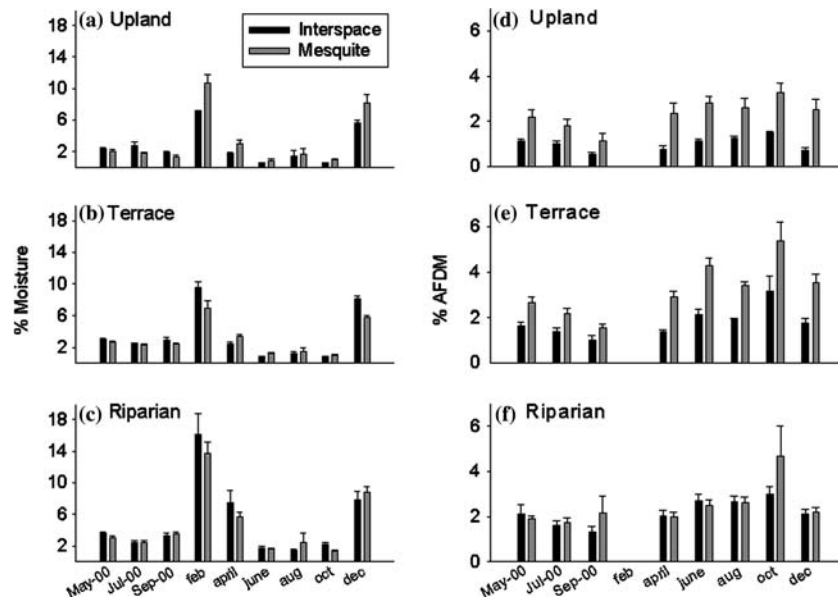 (a) Upland
Interspace
Mesquite
18
14
10
6
2
(b) Terrace
18
14
10
6
2
% Moisture
(c) Riparian
18
14
10
6
2
May-00 Jul-00 Sep-00 feb april june aug oct dec
(d) Upland
6
4
2
0
(e) Terrace
6
4
2
0
% AFDM
(f) Riparian
6
4
2
0
May-00 Jul-00 Sep-00 feb april june aug oct dec